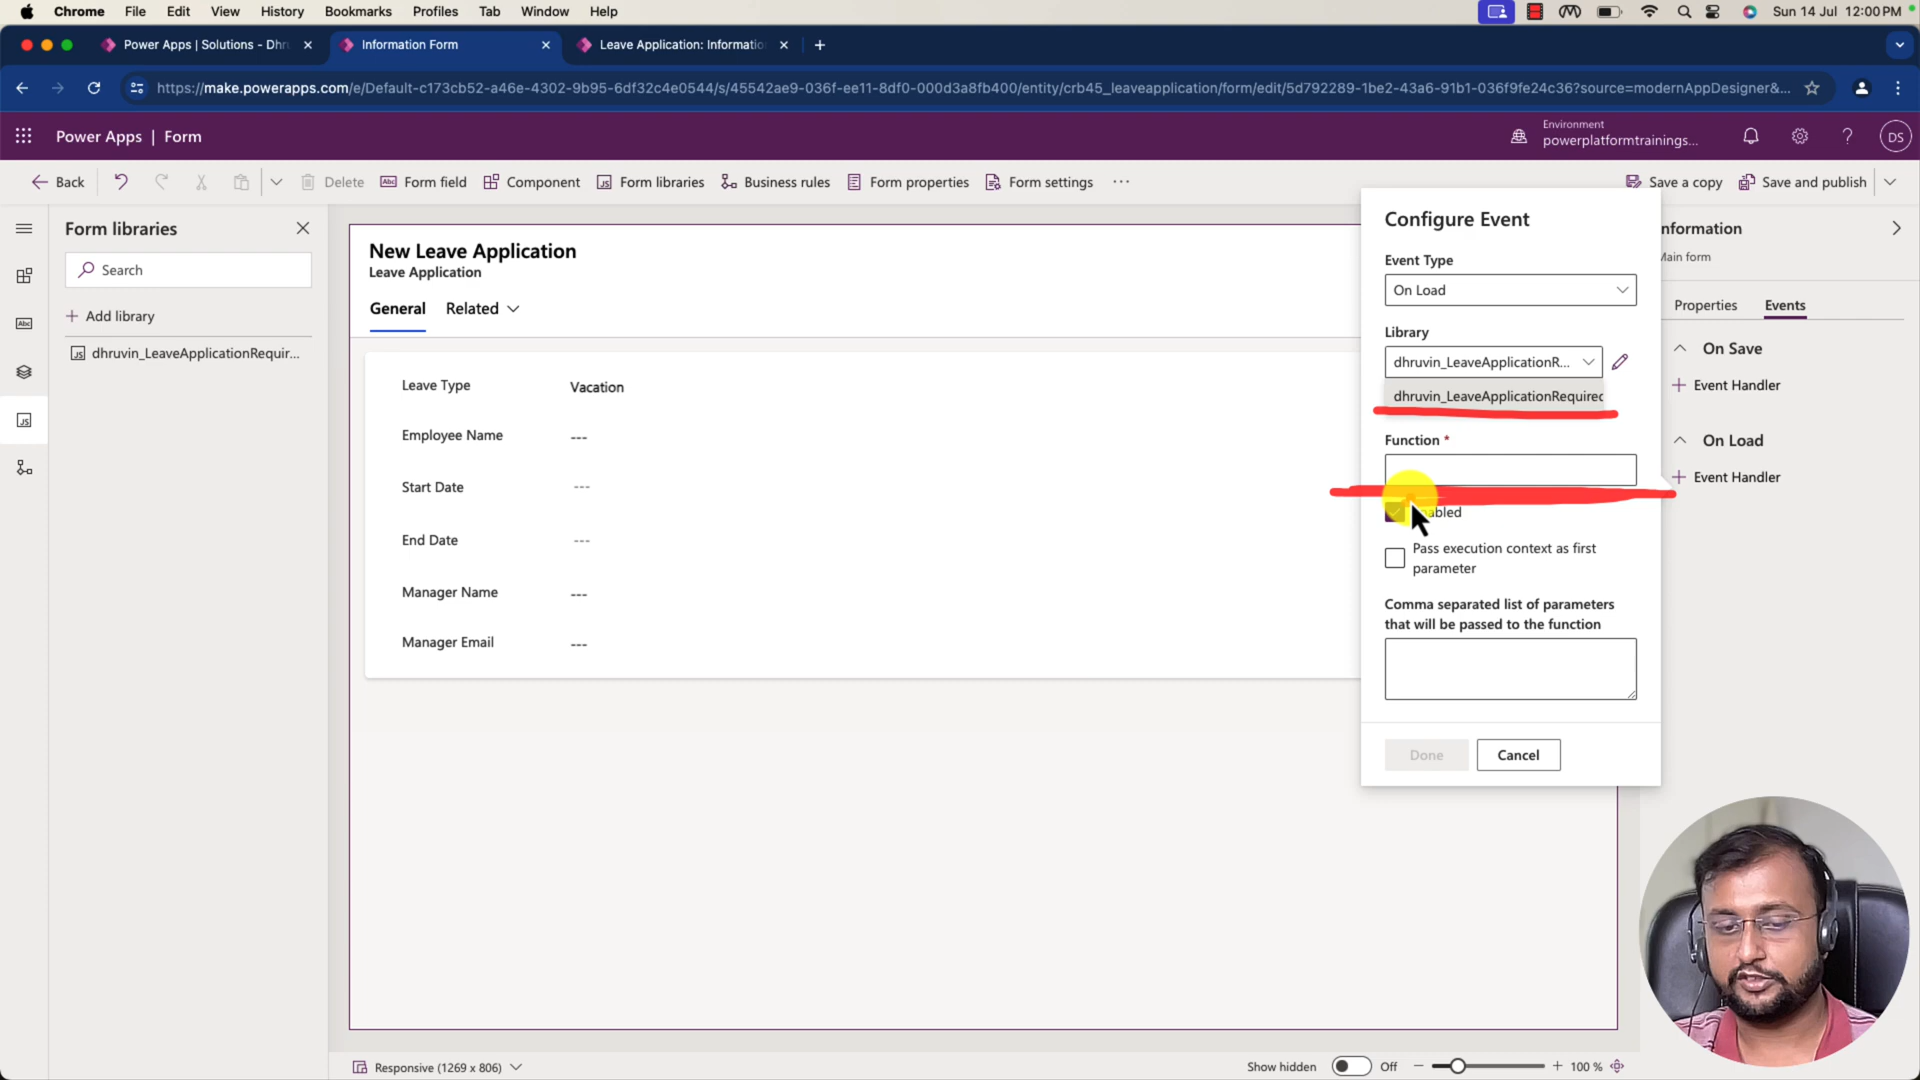 Chrome File Edit View History Bookmarks Profiles Tab Window Help Sun 14 Jul 12:00 PM
Power Apps | Solutions - Dhr Information Form Leave Application: Informatio
https://make.powerapps.com/e/Default-c173cb52-a46e-4302-9b95-6df32c4e0544/s/45542ae9-036f-ee11-8df0-000d3a8fb400/entity/crb45_leaveapplication/form/edit/5d792289-1be2-43a6-91b1-036f9fe24c36?source=modernAppDesigner&...
Power Apps | Form
Environment
powerplatformtrainings...
DS
Back Delete Form field Component Form libraries Business rules Form properties Form settings ... Save a copy Save and publish
Form libraries
Search
+ Add library
dhruvin_LeaveApplicationRequir...
New Leave Application
Leave Application
General Related
Leave Type Vacation
Employee Name ---
Start Date ---
End Date ---
Manager Name ---
Manager Email ---
Configure Event
Event Type
On Load
Library
dhruvin_LeaveApplicationR...
dhruvin_LeaveApplicationRequired
Function *
Pass execution context as first
parameter
Comma separated list of parameters
that will be passed to the function
Done Cancel
nformation
Main form
Properties Events
On Save
+ Event Handler
On Load
+ Event Handler
Responsive (1269 x 806)
Show hidden Off − + 100 %